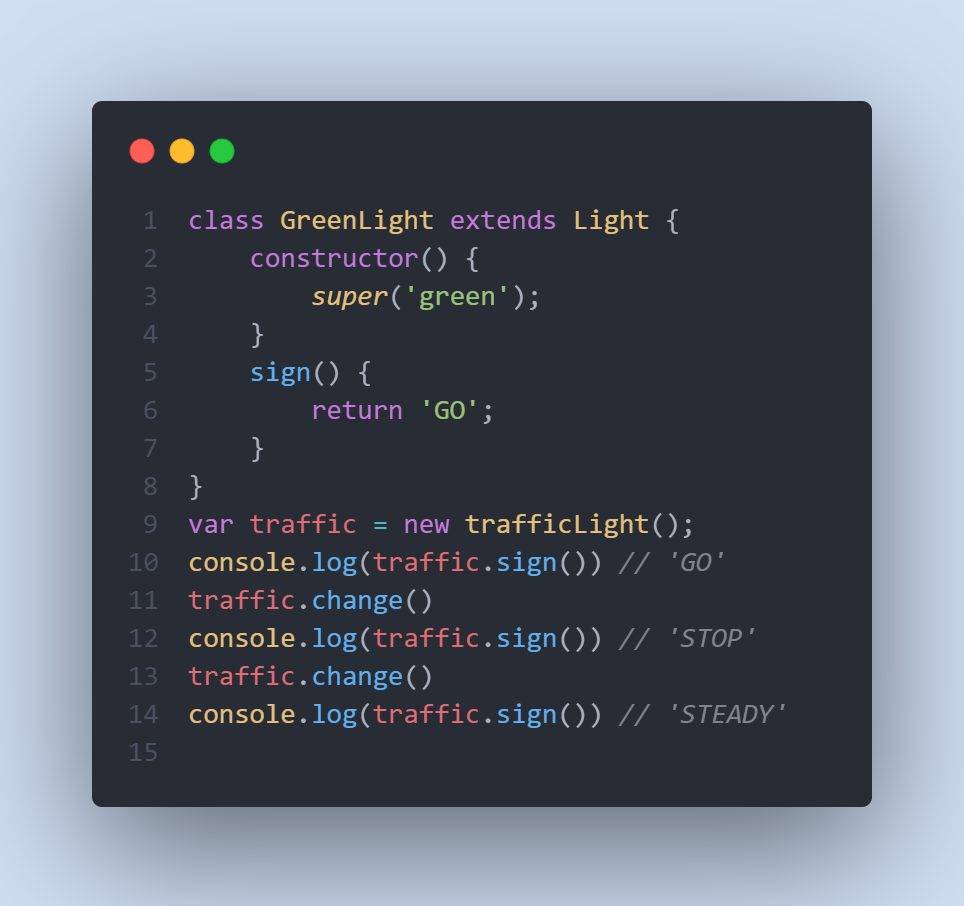 1 class GreenLight extends Light {
2     constructor() {
3         super('green');
4     }
5     sign() {
6         return 'GO';
7     }
8 }
9 var traffic = new trafficLight();
10 console.log(traffic.sign()) // 'GO'
11 traffic.change()
12 console.log(traffic.sign()) // 'STOP'
13 traffic.change()
14 console.log(traffic.sign()) // 'STEADY'
15